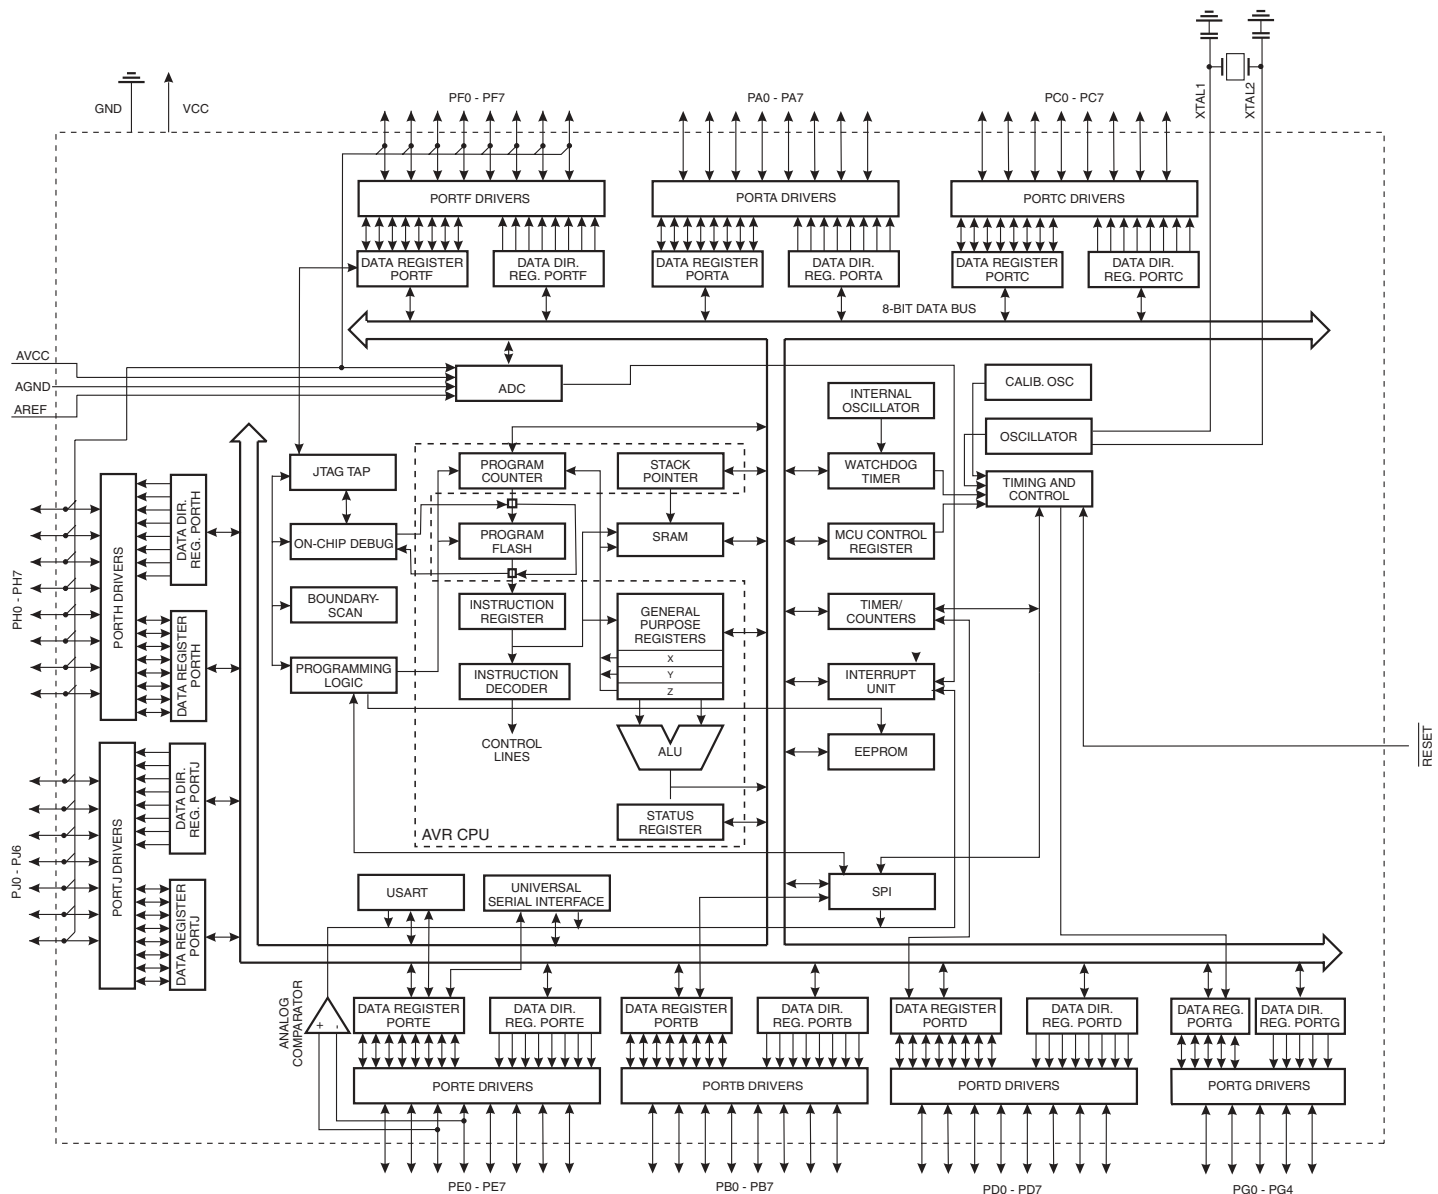 XTAL1
XTAL2
GND
VCC
PF0 - PF7
PA0 - PA7
PC0 - PC7
PORTF DRIVERS
PORTA DRIVERS
PORTC DRIVERS
DATA REGISTER
PORTF
DATA DIR.
REG. PORTF
DATA REGISTER
PORTA
DATA DIR.
REG. PORTA
DATA REGISTER
PORTC
DATA DIR.
REG. PORTC
8-BIT DATA BUS
AVCC
AGND
AREF
ADC
INTERNAL
OSCILLATOR
CALIB. OSC
OSCILLATOR
JTAG TAP
PROGRAM
COUNTER
STACK
POINTER
WATCHDOG
TIMER
TIMING AND
CONTROL
ON-CHIP DEBUG
PROGRAM
FLASH
SRAM
MCU CONTROL
REGISTER
BOUNDARY-
SCAN
INSTRUCTION
REGISTER
GENERAL
PURPOSE
REGISTERS
X
Y
Z
TIMER/
COUNTERS
PROGRAMMING
LOGIC
INSTRUCTION
DECODER
INTERRUPT
UNIT
CONTROL
LINES
ALU
EEPROM
RESET
STATUS
REGISTER
AVR CPU
PH0 - PH7
PORTH DRIVERS
DATA DIR.
REG. PORTH
DATA REGISTER
PORTH
PJ0 - PJ6
PORTJ DRIVERS
DATA DIR.
REG. PORTJ
DATA REGISTER
PORTJ
USART
UNIVERSAL
SERIAL INTERFACE
SPI
ANALOG
COMPARATOR
+
-
DATA REGISTER
PORTE
DATA DIR.
REG. PORTE
DATA REGISTER
PORTB
DATA DIR.
REG. PORTB
DATA REGISTER
PORTD
DATA DIR.
REG. PORTD
DATA REG.
PORTG
DATA DIR.
REG. PORTG
PORTE DRIVERS
PORTB DRIVERS
PORTD DRIVERS
PORTG DRIVERS
PE0 - PE7
PB0 - PB7
PD0 - PD7
PG0 - PG4